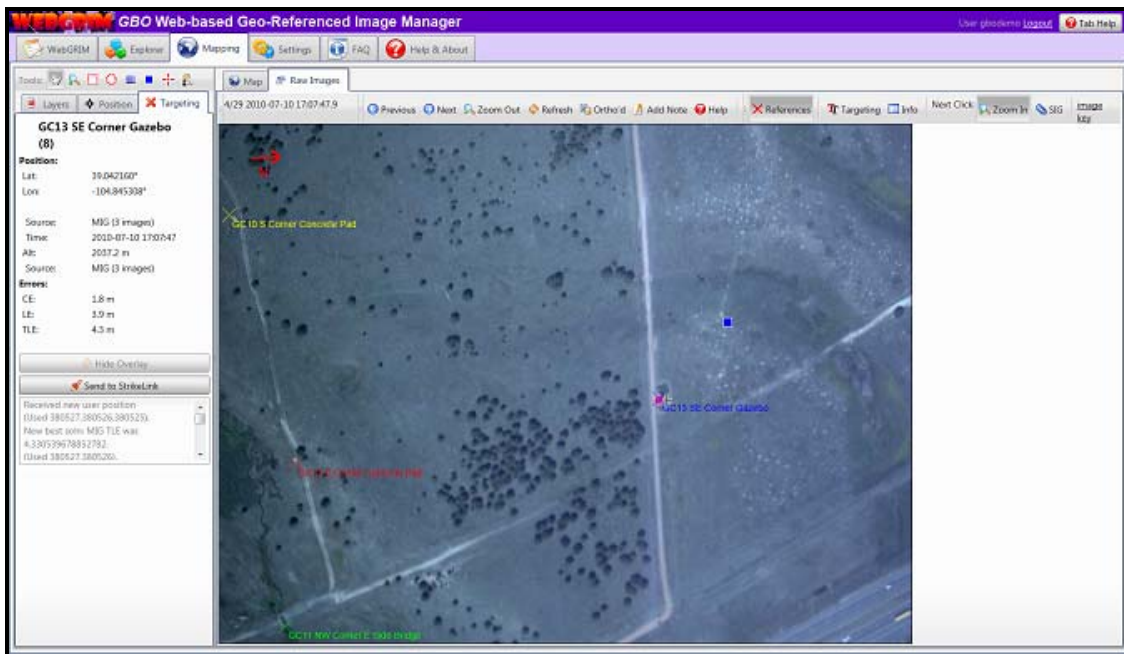 WEBGRIM GBO Web-based Geo-Referenced Image Manager
User gbodemo Logout
Tab Help
WebGRIM
Explorer
Mapping
Settings
FAQ
Help & About
Tools:
Map
Raw Images
Layers
Position
Targeting
4/29 2010-07-10 17:07:47.9
Previous
Next
Zoom Out
Refresh
Ortho'd
Add Note
Help
References
Targeting
Info
Next Click
Zoom In
SIG
image key
GC13 SE Corner Gazebo
(8)
Position:
Lat: 39.042160°
Lon: -104.845308°
Source: MIG (3 images)
Time: 2010-07-10 17:07:47
Alt: 2037.2 m
Source: MIG (3 images)
Errors:
CE: 1.8 m
LE: 3.9 m
TLE: 4.3 m
Hide Overlay
Send to StrikeLink
Received new user position
(Used 380527,380526,380525).
New best soln: MIG TLE was
4.330539678852782.
(Used 380527,380526).
GC10 S Corner Concrete Pad
GC13 SE Corner Gazebo
GC11 NW Corner E side Bridge